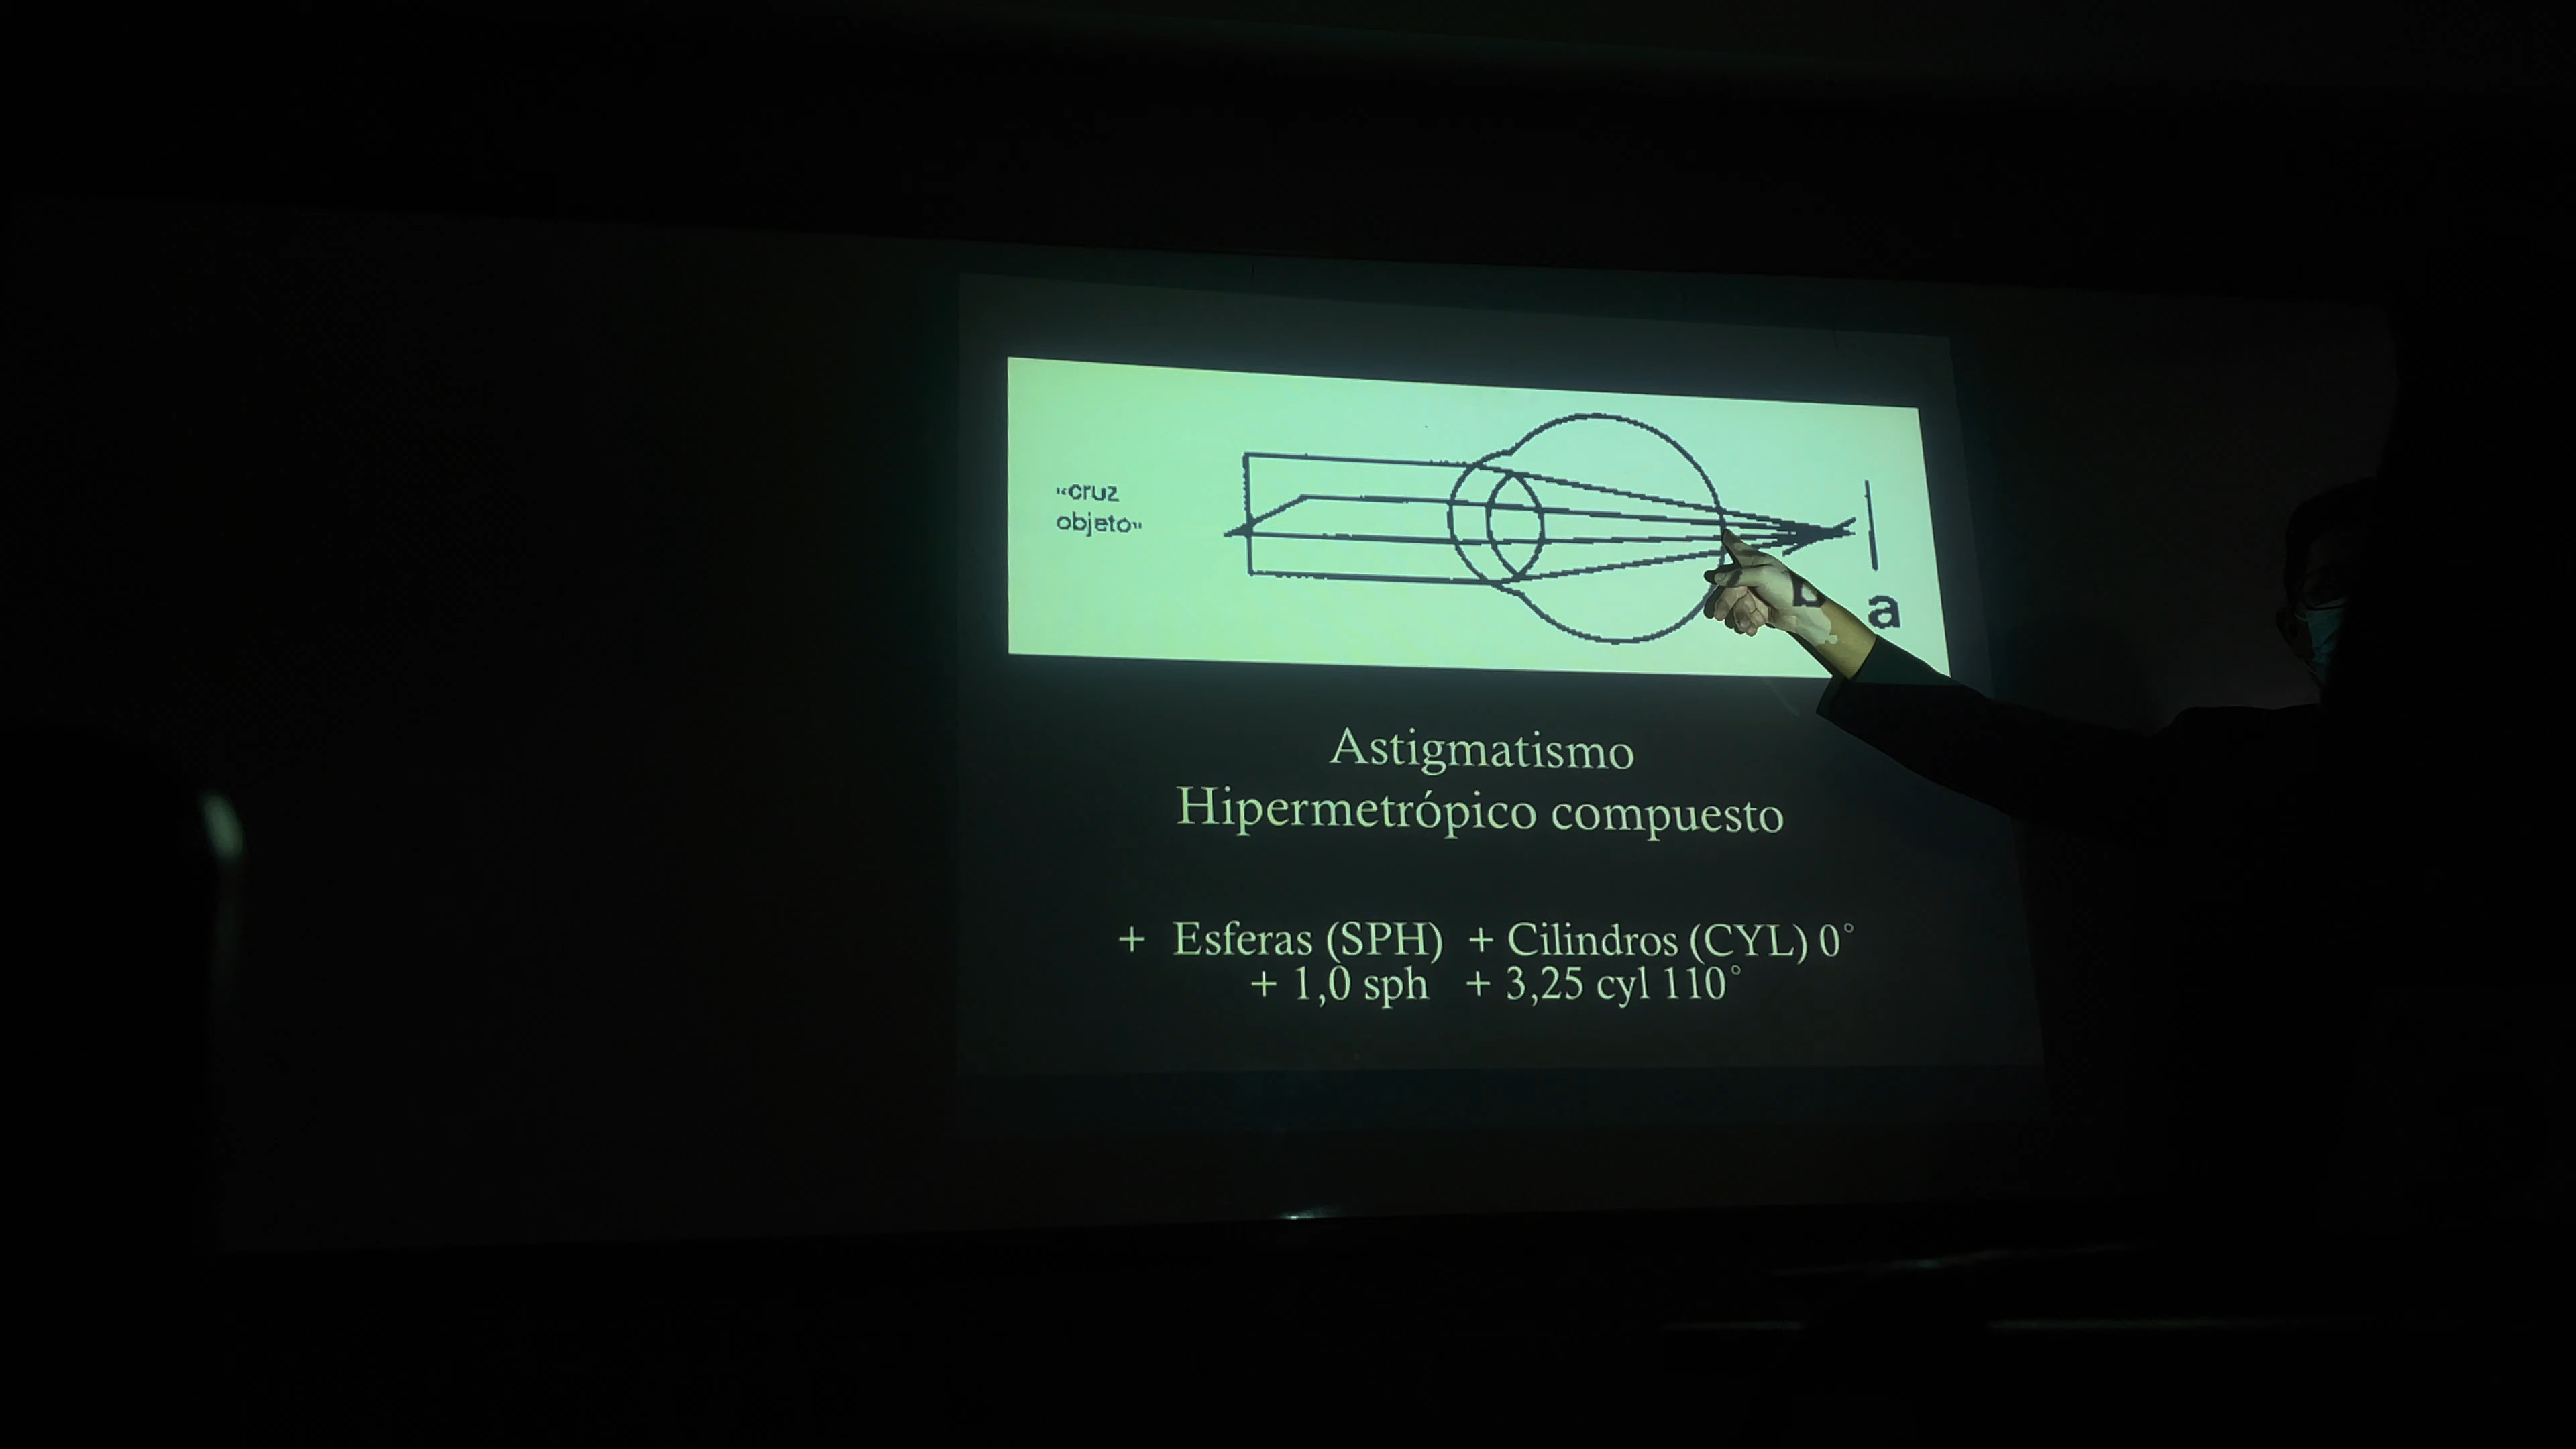 "cruz
objeto"
b
a
Astigmatismo
Hipermetrópico compuesto
+ Esferas (SPH) + Cilindros (CYL) 0°
+ 1,0 sph + 3,25 cyl 110°